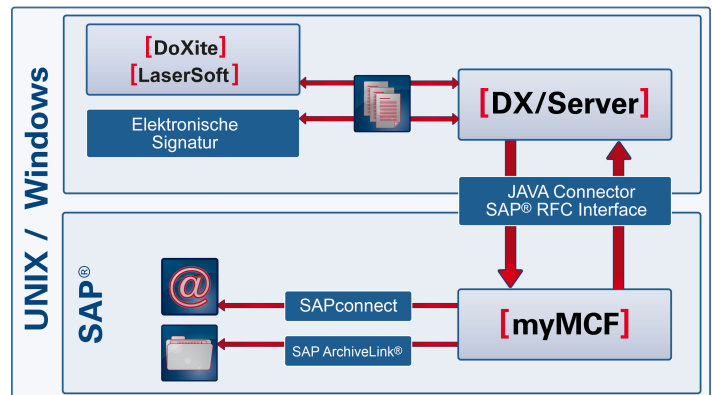 UNIX / Windows
[DoXite]
[LaserSoft]
Elektronische
Signatur
[DX/Server]
JAVA Connector
SAP® RFC Interface
SAP®
@
SAPconnect
SAP ArchiveLink®
[myMCF]